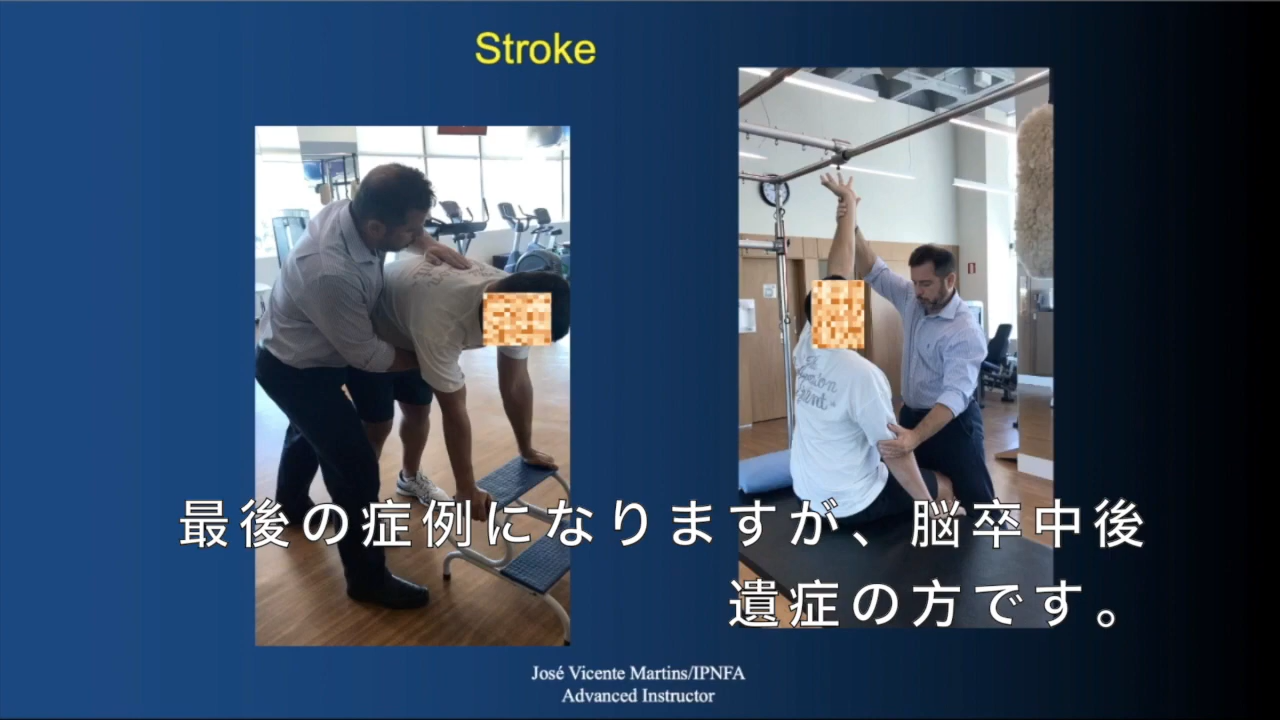 Stroke
最後の症例になりますが、脳卒中後
遺症の方です。
José Vicente Martins/IPNFA
Advanced Instructor